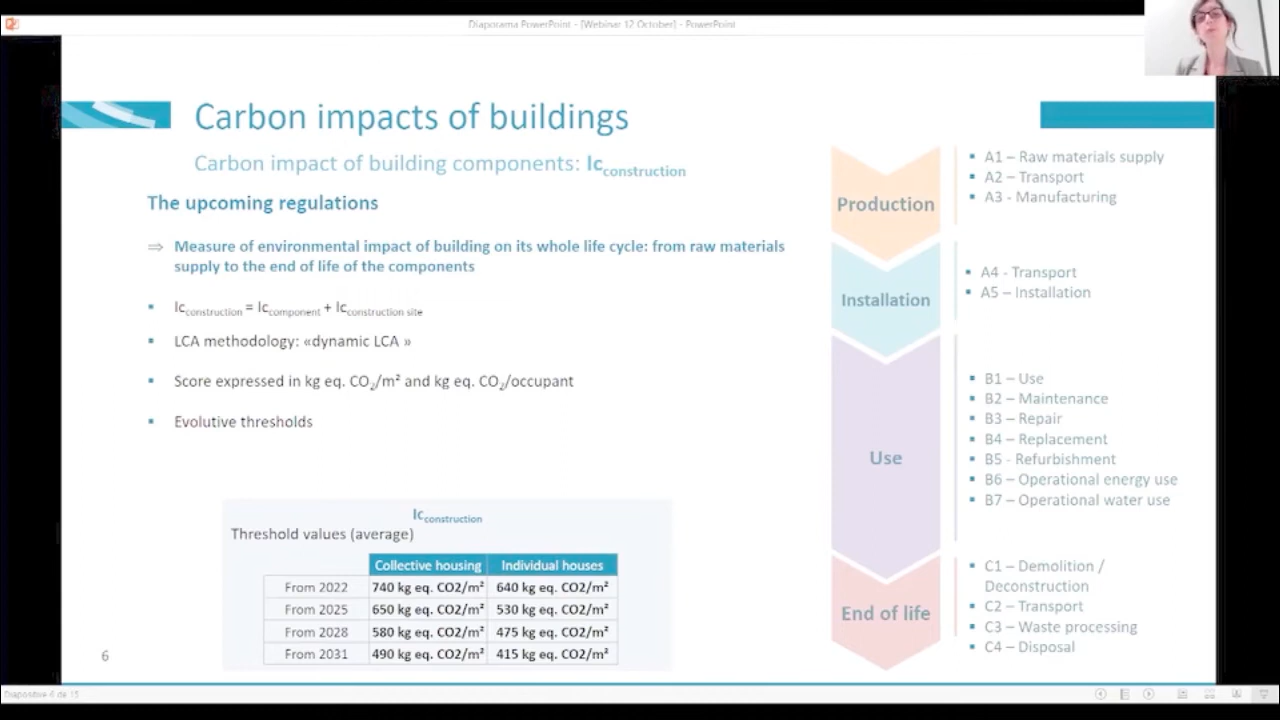 Diaporama PowerPoint - [Webinar 12 October] - PowerPoint
Carbon impacts of buildings
Carbon impact of building components: Ic construction
The upcoming regulations
⇒ Measure of environmental impact of building on its whole life cycle: from raw materials
supply to the end of life of the components
▪ Ic construction = Ic component + Ic construction site
▪ LCA methodology: «dynamic LCA »
▪ Score expressed in kg eq. CO₂/m² and kg eq. CO₂/occupant
▪ Evolutive thresholds
Ic construction
Threshold values (average)
Collective housing Individual houses
From 2022 740 kg eq. CO2/m² 640 kg eq. CO2/m²
From 2025 650 kg eq. CO2/m² 530 kg eq. CO2/m²
From 2028 580 kg eq. CO2/m² 475 kg eq. CO2/m²
From 2031 490 kg eq. CO2/m² 415 kg eq. CO2/m²
Production
▪ A1 – Raw materials supply
▪ A2 – Transport
▪ A3 - Manufacturing
Installation
▪ A4 - Transport
▪ A5 – Installation
Use
▪ B1 – Use
▪ B2 – Maintenance
▪ B3 – Repair
▪ B4 – Replacement
▪ B5 - Refurbishment
▪ B6 – Operational energy use
▪ B7 – Operational water use
End of life
▪ C1 – Demolition /
Deconstruction
▪ C2 – Transport
▪ C3 – Waste processing
▪ C4 – Disposal
6
Diapositive 6 de 15